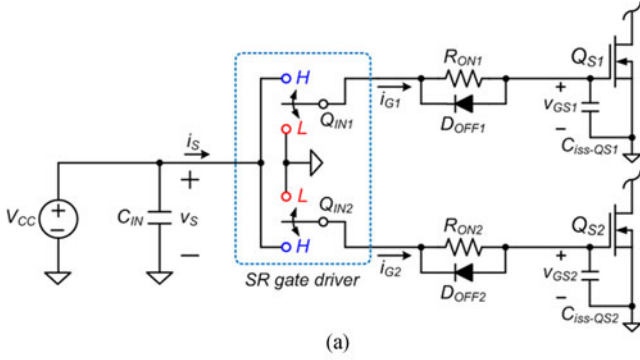 H
L
L
H
Q_IN1
Q_IN2
i_S
+
v_S
−
V_CC
+
−
C_IN
SR gate driver
i_G1
R_ON1
D_OFF1
Q_S1
+
v_GS1
−
C_iss-QS1
i_G2
R_ON2
D_OFF2
Q_S2
+
v_GS2
−
C_iss-QS2
(a)